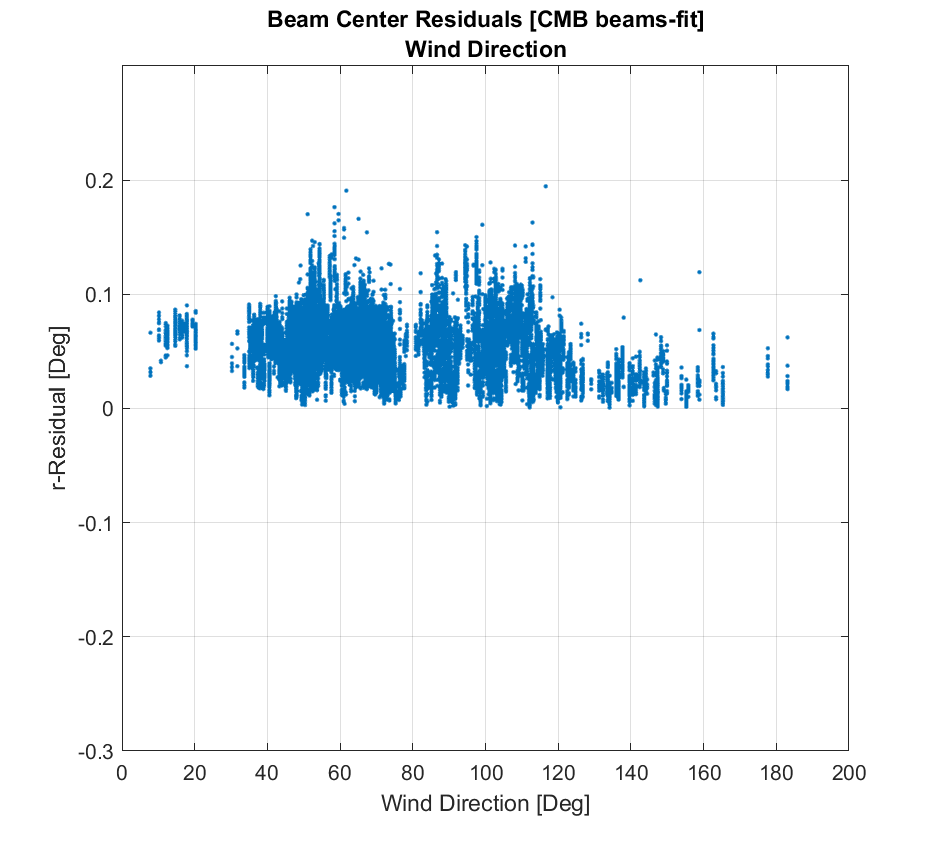 Beam Center Residuals [CMB beams-fit]
Wind Direction
0.2
0.1
0
-0.1
-0.2
-0.3
r-Residual [Deg]
0 20 40 60 80 100 120 140 160 180 200
Wind Direction [Deg]